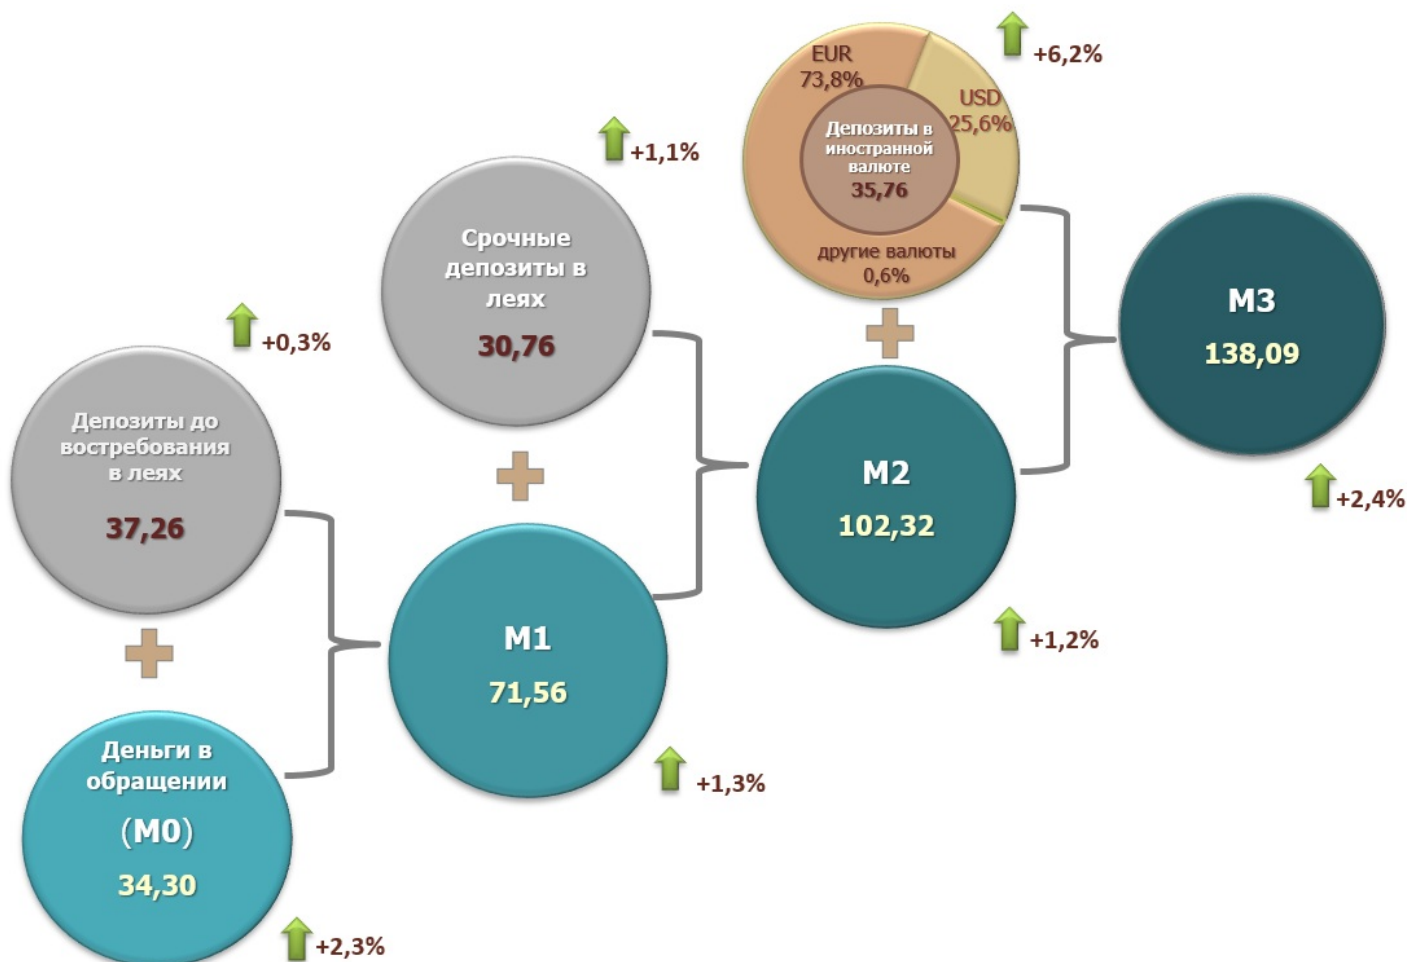 EUR
73,8%
USD
25,6%
Депозиты в
иностранной
валюте
35,76
другие валюты
0,6%
+6,2%
+1,1%
Срочные
депозиты в
леях
30,76
M3
138,09
+2,4%
+0,3%
Депозиты до
востребования
в леях
37,26
M2
102,32
+1,2%
M1
71,56
+1,3%
Деньги в
обращении
(M0)
34,30
+2,3%